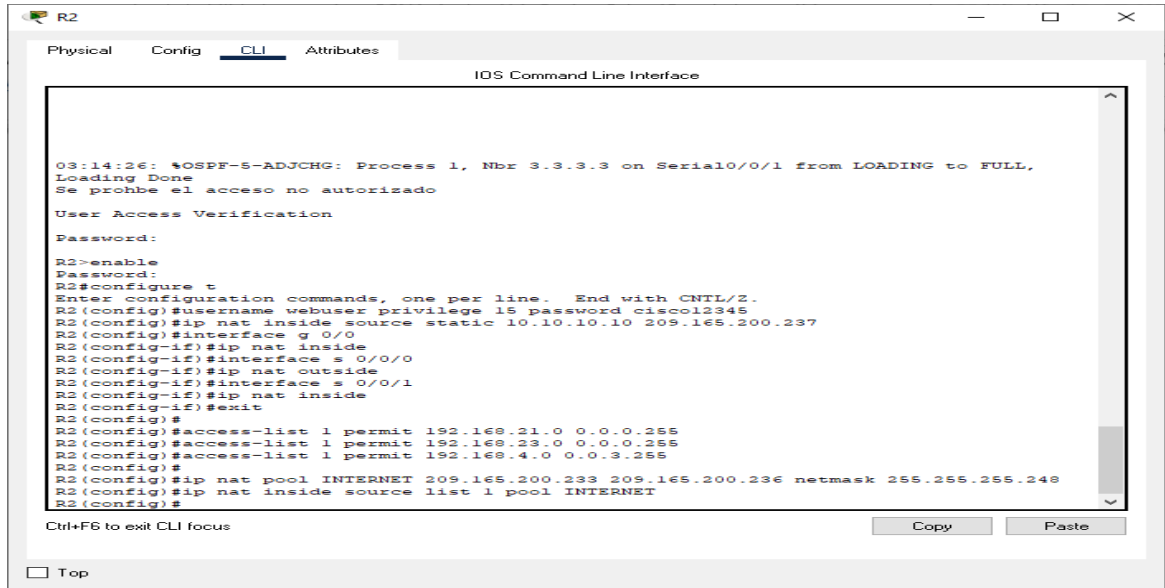 R2
Physical Config CLI Attributes
IOS Command Line Interface
03:14:26: %OSPF-5-ADJCHG: Process 1, Nbr 3.3.3.3 on Serial0/0/1 from LOADING to FULL,
Loading Done
Se prohbe el acceso no autorizado
User Access Verification
Password:
R2>enable
Password:
R2#configure t
Enter configuration commands, one per line.  End with CNTL/Z.
R2(config)#username webuser privilege 15 password cisco12345
R2(config)#ip nat inside source static 10.10.10.10 209.165.200.237
R2(config)#interface g 0/0
R2(config-if)#ip nat inside
R2(config-if)#interface s 0/0/0
R2(config-if)#ip nat outside
R2(config-if)#interface s 0/0/1
R2(config-if)#ip nat inside
R2(config-if)#exit
R2(config)#
R2(config)#access-list 1 permit 192.168.21.0 0.0.0.255
R2(config)#access-list 1 permit 192.168.23.0 0.0.0.255
R2(config)#access-list 1 permit 192.168.4.0 0.0.3.255
R2(config)#
R2(config)#ip nat pool INTERNET 209.165.200.233 209.165.200.236 netmask 255.255.255.248
R2(config)#ip nat inside source list 1 pool INTERNET
R2(config)#
Ctrl+F6 to exit CLI focus
Copy Paste
Top